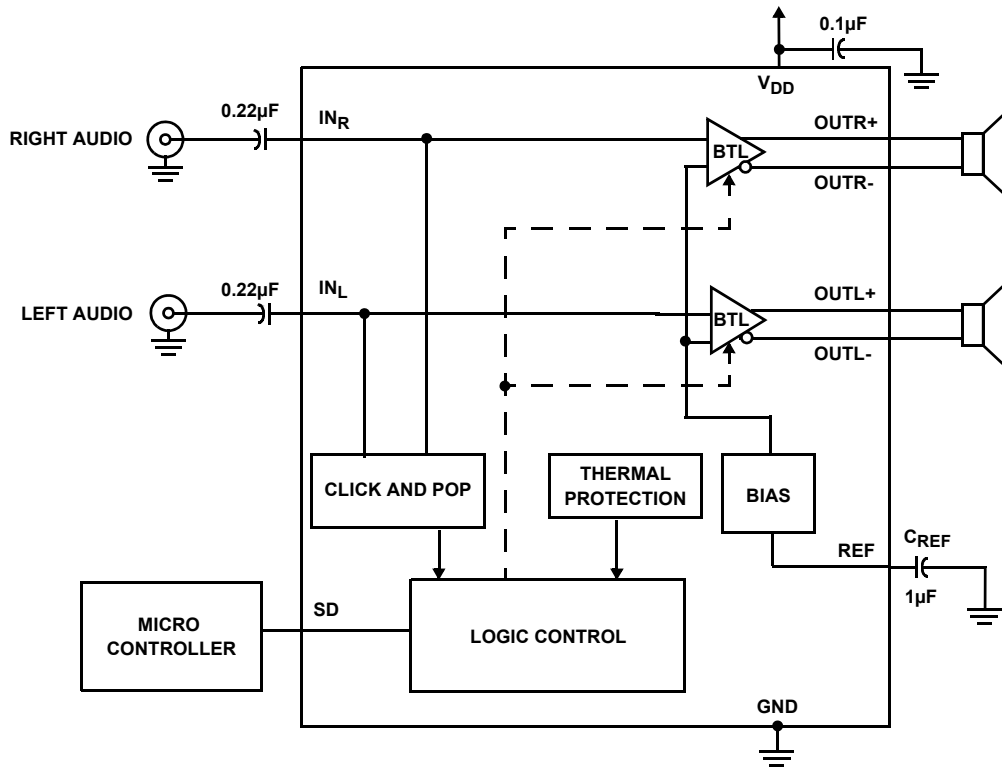 0.1µF
VDD
0.22µF
INR
RIGHT AUDIO
BTL
OUTR+
OUTR-
0.22µF
INL
LEFT AUDIO
BTL
OUTL+
OUTL-
CLICK AND POP
THERMAL
PROTECTION
BIAS
REF
CREF
1µF
SD
MICRO
CONTROLLER
LOGIC CONTROL
GND